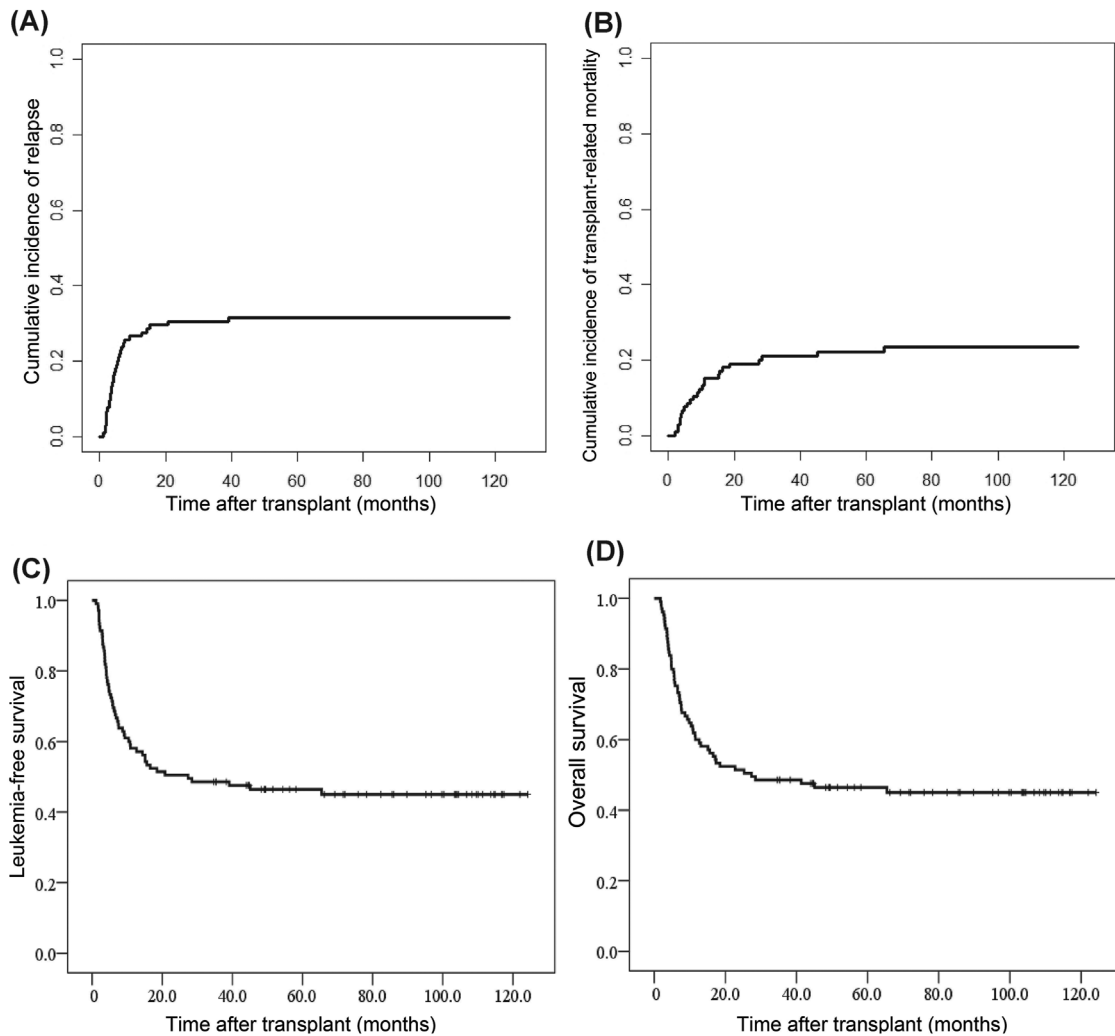 (A)
Cumulative incidence of relapse
1.0
0.8
0.6
0.4
0.2
0.0
0 20 40 60 80 100 120
Time after transplant (months)
(B)
Cumulative incidence of transplant-related mortality
1.0
0.8
0.6
0.4
0.2
0.0
0 20 40 60 80 100 120
Time after transplant (months)
(C)
Leukemia-free survival
1.0
0.8
0.6
0.4
0.2
0.0
0 20.0 40.0 60.0 80.0 100.0 120.0
Time after transplant (months)
(D)
Overall survival
1.0
0.8
0.6
0.4
0.2
0.0
0 20.0 40.0 60.0 80.0 100.0 120.0
Time after transplant (months)